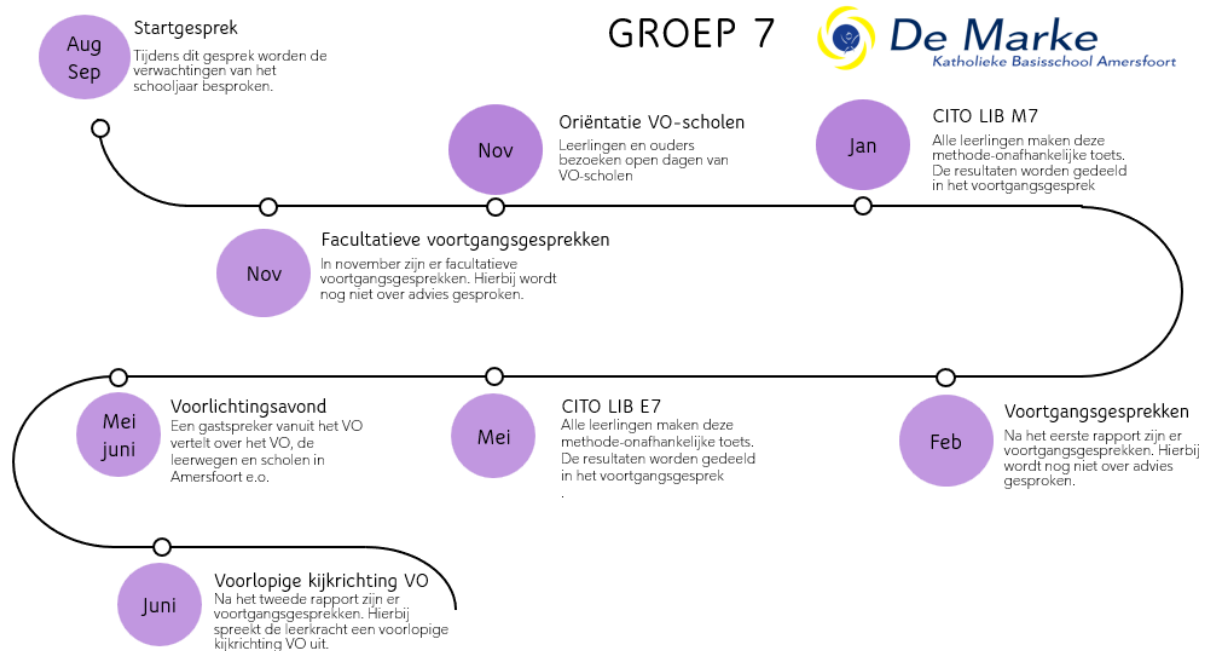 GROEP 7
De Marke
Katholieke Basisschool Amersfoort
Aug
Sep
Startgesprek
Tijdens dit gesprek worden de
verwachtingen van het
schooljaar besproken.
Nov
Facultatieve voortgangsgesprekken
In november zijn er facultatieve
voortgangsgesprekken. Hierbij wordt
nog niet over advies gesproken.
Nov
Oriëntatie VO-scholen
Leerlingen en ouders
bezoeken open dagen van
VO-scholen
Jan
CITO LIB M7
Alle leerlingen maken deze
methode-onafhankelijke toets.
De resultaten worden gedeeld
in het voortgangsgesprek
Feb
Voortgangsgesprekken
Na het eerste rapport zijn er
voortgangsgesprekken. Hierbij
wordt nog niet over advies
gesproken.
Mei
CITO LIB E7
Alle leerlingen maken deze
methode-onafhankelijke toets.
De resultaten worden gedeeld
in het voortgangsgesprek
.
Mei
juni
Voorlichtingsavond
Een gastspreker vanuit het VO
vertelt over het VO, de
leerwegen en scholen in
Amersfoort e.o.
Juni
Voorlopige kijkrichting VO
Na het tweede rapport zijn er
voortgangsgesprekken. Hierbij
spreekt de leerkracht een voorlopige
kijkrichting VO uit.